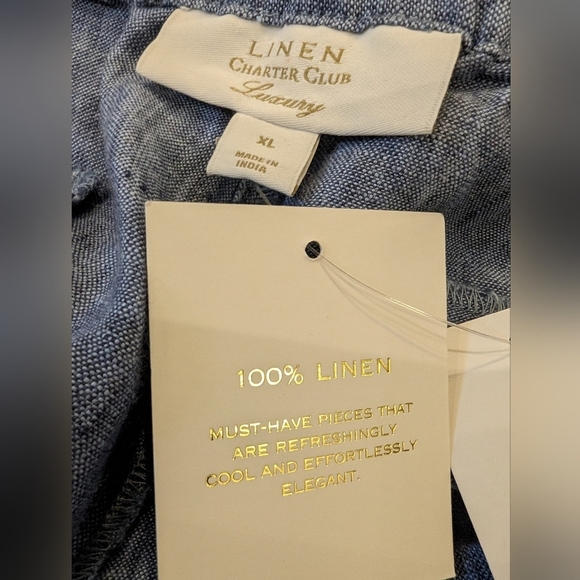 LINEN
CHARTER CLUB
Luxury
XL
MADE IN
INDIA
100% LINEN
MUST-HAVE PIECES THAT
ARE REFRESHINGLY
COOL AND EFFORTLESSLY
ELEGANT.